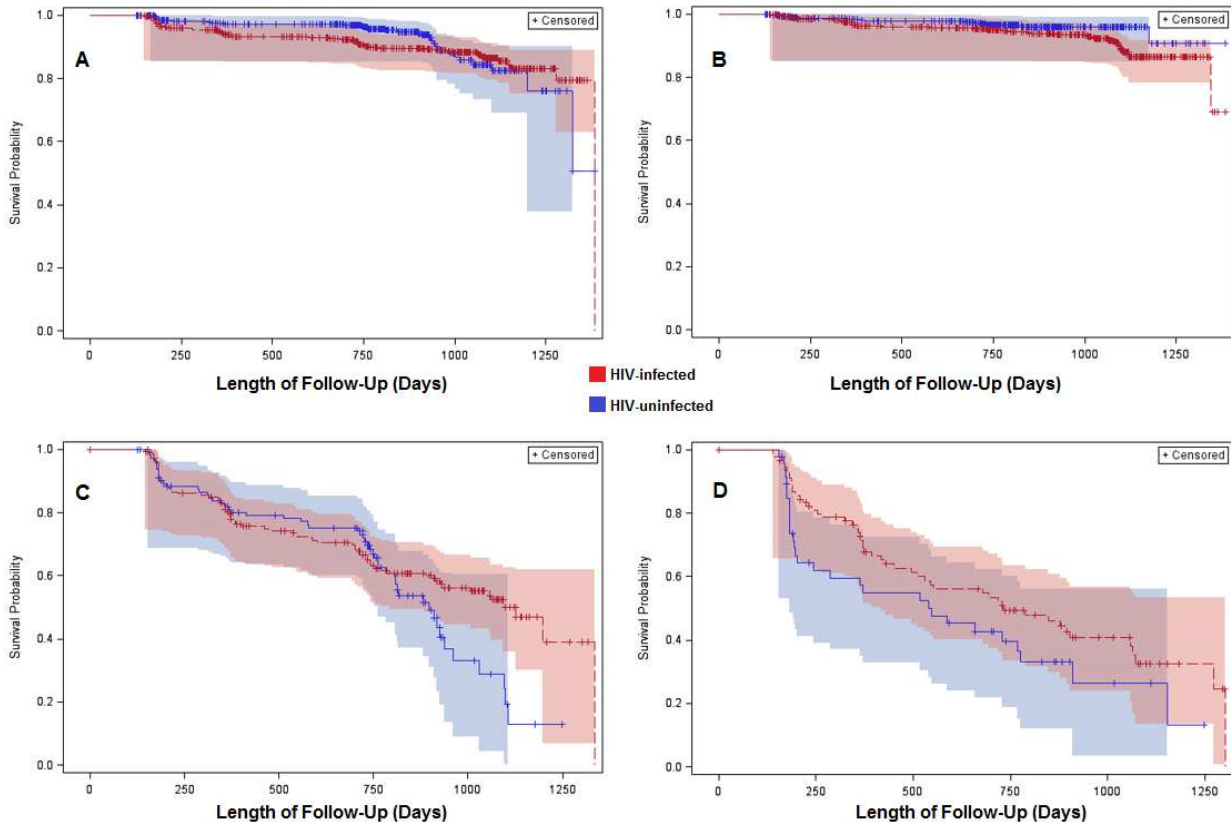 A
+ Censored
Survival Probability
1.0
0.8
0.6
0.4
0.2
0.0
0 250 500 750 1000 1250
Length of Follow-Up (Days)
B
+ Censored
Survival Probability
1.0
0.8
0.6
0.4
0.2
0.0
0 250 500 750 1000 1250
Length of Follow-Up (Days)
HIV-infected
HIV-uninfected
C
+ Censored
Survival Probability
1.0
0.8
0.6
0.4
0.2
0.0
0 250 500 750 1000 1250
Length of Follow-Up (Days)
D
+ Censored
Survival Probability
1.0
0.8
0.6
0.4
0.2
0.0
0 250 500 750 1000 1250
Length of Follow-Up (Days)